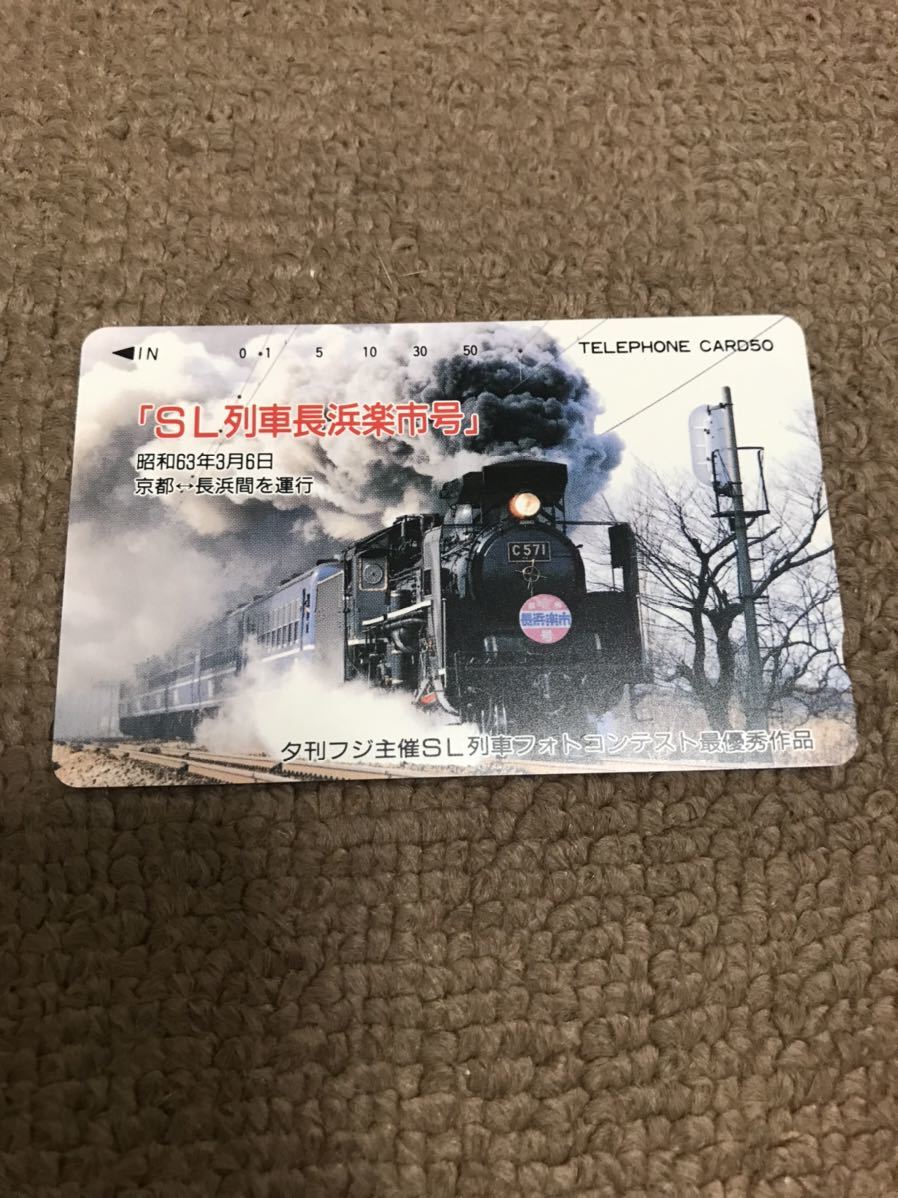 ◀IN 0 •1 5 10 30 50 TELEPHONE CARD50
「SL列車長浜楽市号」
昭和63年3月6日
京都↔長浜間を運行
C571
長浜楽市
号
夕刊フジ主催SL列車フォトコンテスト最優秀作品